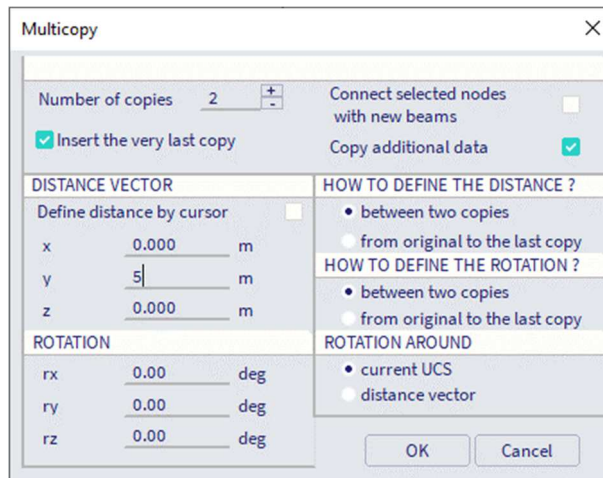 Multicopy
Number of copies 2 + -
Insert the very last copy
Connect selected nodes
with new beams
Copy additional data
DISTANCE VECTOR
Define distance by cursor
x 0.000 m
y 5 m
z 0.000 m
ROTATION
rx 0.00 deg
ry 0.00 deg
rz 0.00 deg
HOW TO DEFINE THE DISTANCE ?
between two copies
from original to the last copy
HOW TO DEFINE THE ROTATION ?
between two copies
from original to the last copy
ROTATION AROUND
current UCS
distance vector
OK
Cancel